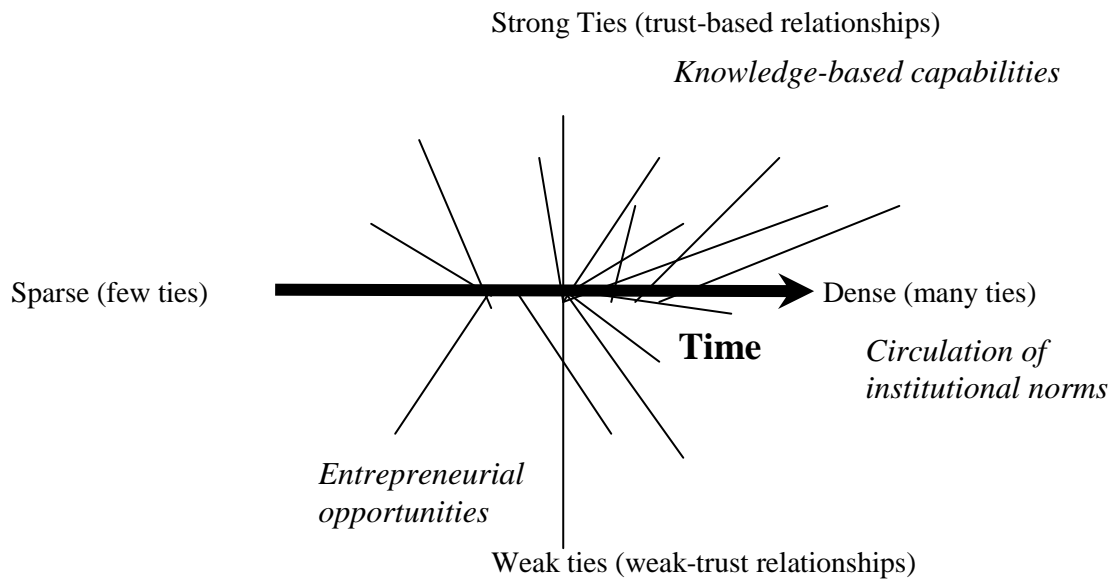 Strong Ties (trust-based relationships)
Knowledge-based capabilities
Sparse (few ties)
Dense (many ties)
Time
Circulation of
institutional norms
Entrepreneurial
opportunities
Weak ties (weak-trust relationships)